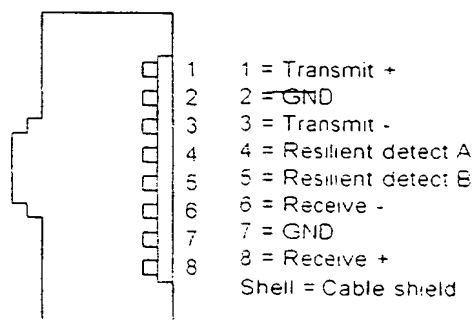 1 1 = Transmit +
2 2 = GND
3 3 = Transmit -
4 4 = Resilient detect A
5 5 = Resilient detect B
6 6 = Receive -
7 7 = GND
8 8 = Receive +
Shell = Cable shield